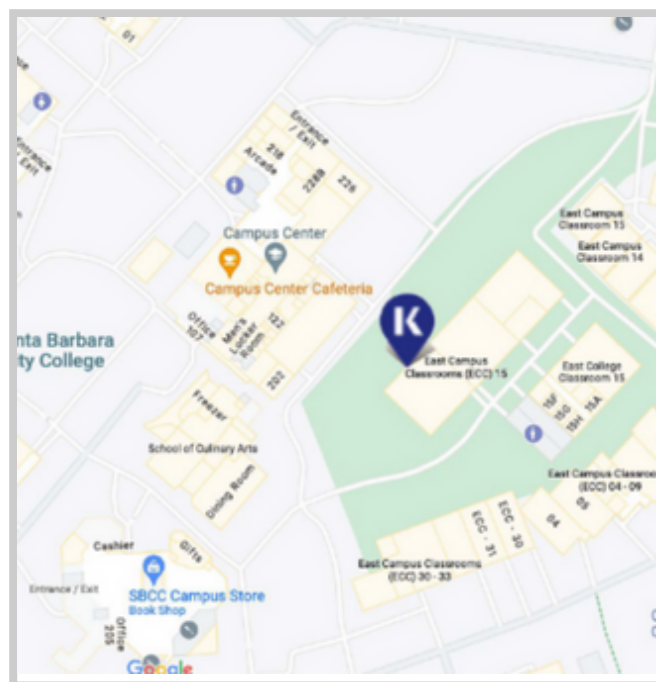 01
Entrance
/ Exit
Entrance
/ Exit
Arcade
216
228B
226
Campus Center
Campus Center Cafeteria
Office
107
Men's
Locker
Room
122
202
nta Barbara
ty College
K
East Campus
Classrooms (ECC) 15
East Campus
Classroom 15
East Campus
Classroom 14
East College
Classroom 15
15F
15G
15H
15A
Freezer
School of Culinary Arts
Dining Room
East Campus Classroo
(ECC) 04 - 09
04
05
ECC - 31
ECC - 30
East Campus Classrooms
(ECC) 30 - 33
Cashier
Gifts
Entrance / Exit
SBCC Campus Store
Book Shop
Office
205
Google